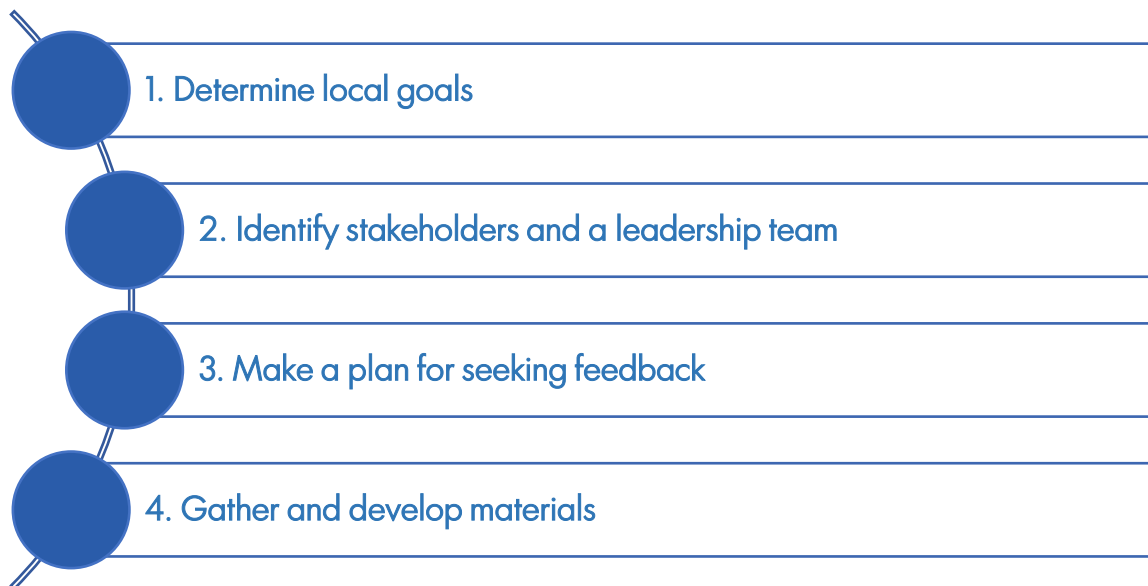 1. Determine local goals
2. Identify stakeholders and a leadership team
3. Make a plan for seeking feedback
4. Gather and develop materials